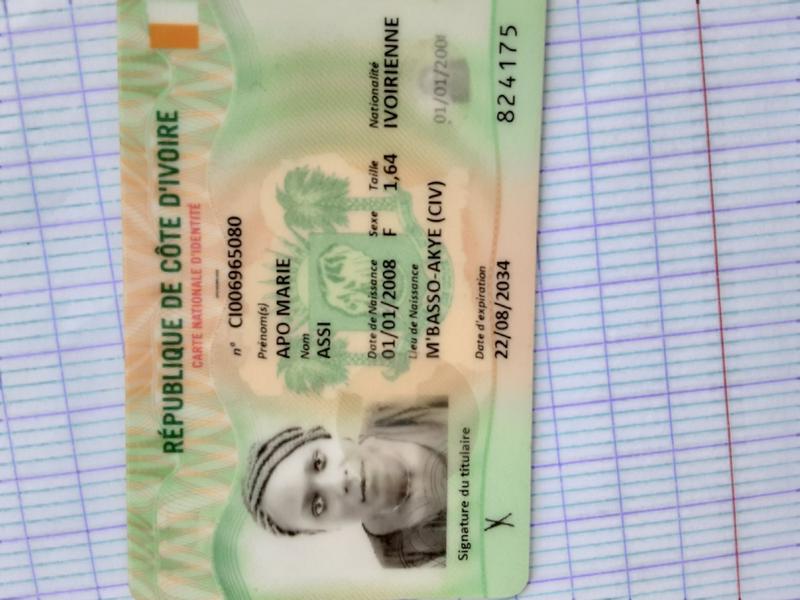 RÉPUBLIQUE DE CÔTE D'IVOIRE
CARTE NATIONALE D'IDENTITÉ
n° CI006965080
Prénom(s)
APO MARIE
Nom
ASSI
Date de Naissance Sexe Taille Nationalité
01/01/2008 F 1,64 IVOIRIENNE
Lieu de Naissance
M'BASSO-AKYE (CIV)
Date d'expiration
22/08/2034
Signature du titulaire
824175